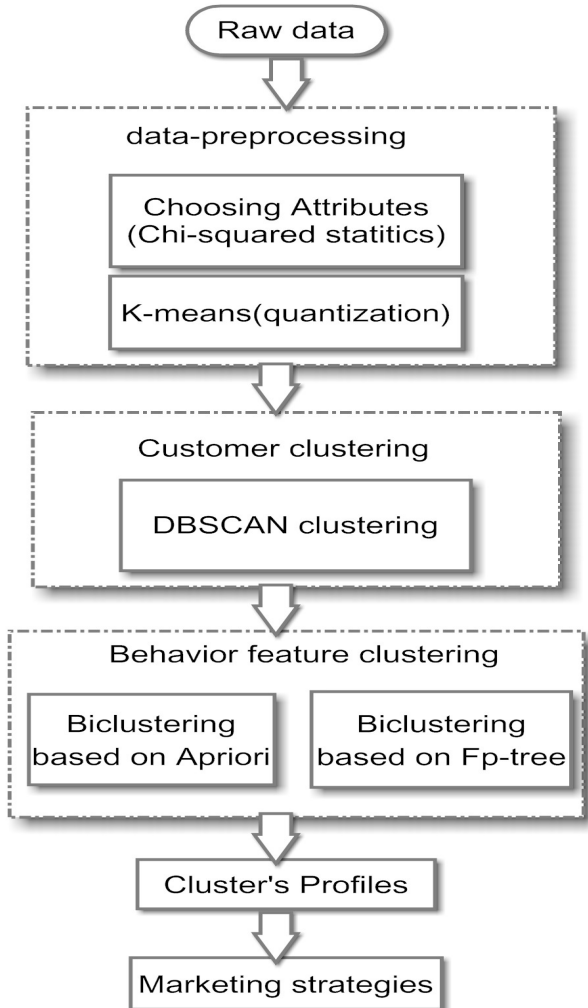 Raw data
data-preprocessing
Choosing Attributes
(Chi-squared statitics)
K-means(quantization)
Customer clustering
DBSCAN clustering
Behavior feature clustering
Biclustering
based on Apriori
Biclustering
based on Fp-tree
Cluster's Profiles
Marketing strategies